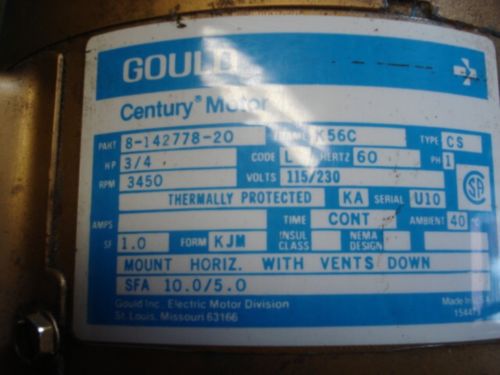 GOULD
Century® Motor
PART 8-142778-20 FRAME K56C TYPE CS
HP 3/4 CODE HERTZ 60 PH 1
RPM 3450 VOLTS 115/230
THERMALLY PROTECTED KA SERIAL U10
AMPS TIME CONT AMBIENT 40
SF 1.0 FORM KJM INSUL CLASS NEMA DESIGN
MOUNT HORIZ. WITH VENTS DOWN
SFA 10.0/5.0
Gould Inc., Electric Motor Division
St. Louis, Missouri 63166
Made in U.S.A.